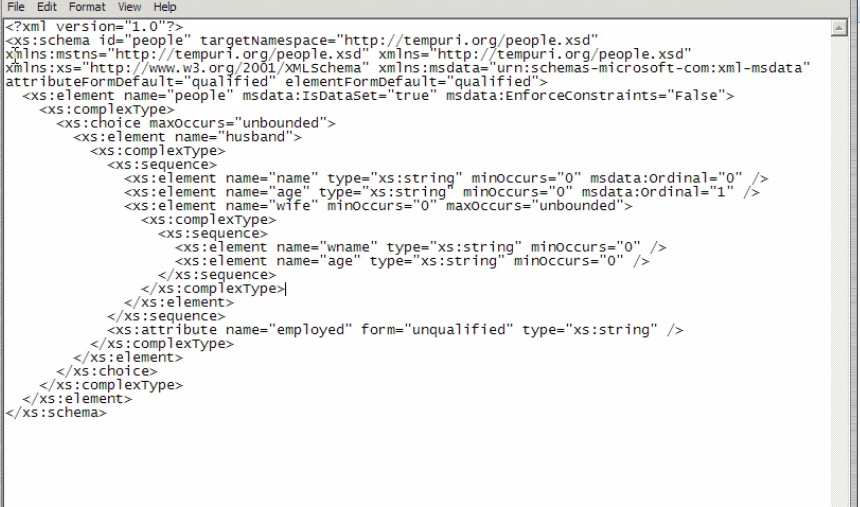 File Edit Format View Help
<?xml version="1.0"?>
<xs:schema id="people" targetNamespace="http://tempuri.org/people.xsd"
xmlns:mstns="http://tempuri.org/people.xsd" xmlns="http://tempuri.org/people.xsd"
xmlns:xs="http://www.w3.org/2001/XMLSchema" xmlns:msdata="urn:schemas-microsoft-com:xml-msdata"
attributeFormDefault="qualified" elementFormDefault="qualified">
  <xs:element name="people" msdata:IsDataSet="true" msdata:EnforceConstraints="False">
    <xs:complexType>
      <xs:choice maxOccurs="unbounded">
        <xs:element name="husband">
          <xs:complexType>
            <xs:sequence>
              <xs:element name="name" type="xs:string" minOccurs="0" msdata:Ordinal="0" />
              <xs:element name="age" type="xs:string" minOccurs="0" msdata:Ordinal="1" />
              <xs:element name="wife" minOccurs="0" maxOccurs="unbounded">
                <xs:complexType>
                  <xs:sequence>
                    <xs:element name="wname" type="xs:string" minOccurs="0" />
                    <xs:element name="age" type="xs:string" minOccurs="0" />
                  </xs:sequence>
                </xs:complexType>
              </xs:element>
            </xs:sequence>
            <xs:attribute name="employed" form="unqualified" type="xs:string" />
          </xs:complexType>
        </xs:element>
      </xs:choice>
    </xs:complexType>
  </xs:element>
</xs:schema>